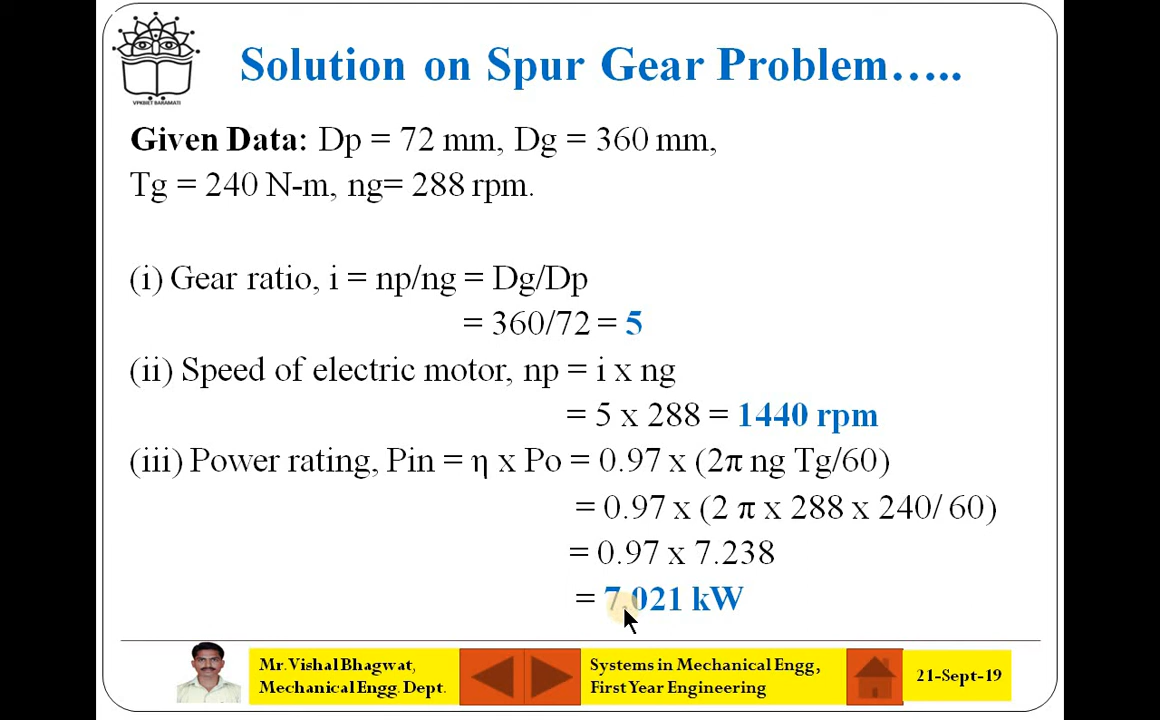 VPKBIET BARAMATI
Solution on Spur Gear Problem…..
Given Data: Dp = 72 mm, Dg = 360 mm,
Tg = 240 N-m, ng= 288 rpm.
(i) Gear ratio, i = np/ng = Dg/Dp
= 360/72 = 5
(ii) Speed of electric motor, np = i x ng
= 5 x 288 = 1440 rpm
(iii) Power rating, Pin = η x Po = 0.97 x (2π ng Tg/60)
= 0.97 x (2 π x 288 x 240/ 60)
= 0.97 x 7.238
= 7.021 kW
Mr. Vishal Bhagwat,
Mechanical Engg. Dept.
Systems in Mechanical Engg,
First Year Engineering
21-Sept-19